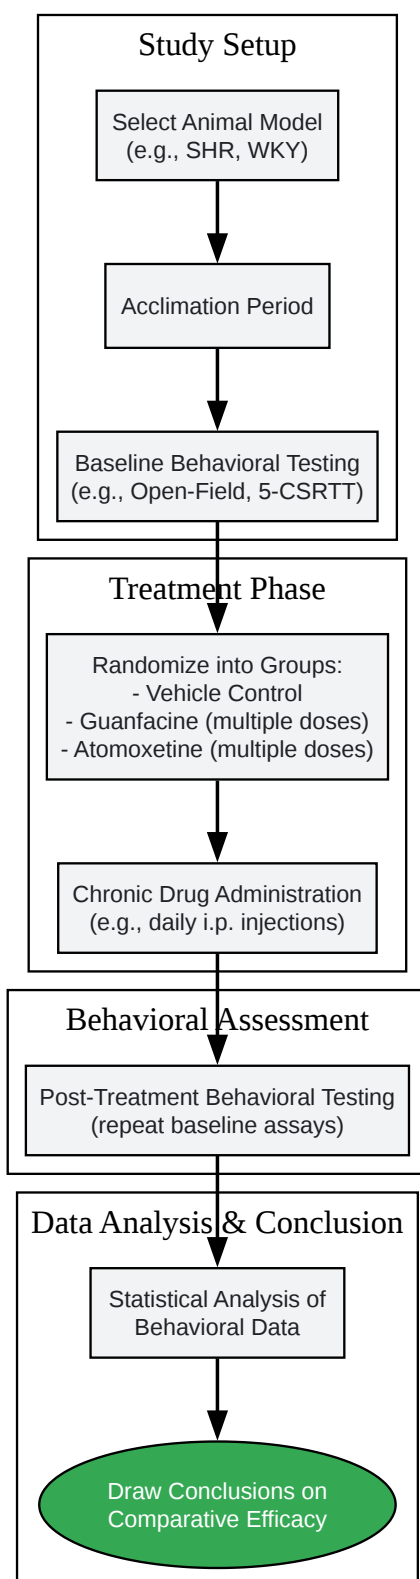 Study Setup
Select Animal Model
(e.g., SHR, WKY)
Acclimation Period
Baseline Behavioral Testing
(e.g., Open-Field, 5-CSRTT)
Treatment Phase
Randomize into Groups:
- Vehicle Control
- Guanfacine (multiple doses)
- Atomoxetine (multiple doses)
Chronic Drug Administration
(e.g., daily i.p. injections)
Behavioral Assessment
Post-Treatment Behavioral Testing
(repeat baseline assays)
Data Analysis & Conclusion
Statistical Analysis of
Behavioral Data
Draw Conclusions on
Comparative Efficacy